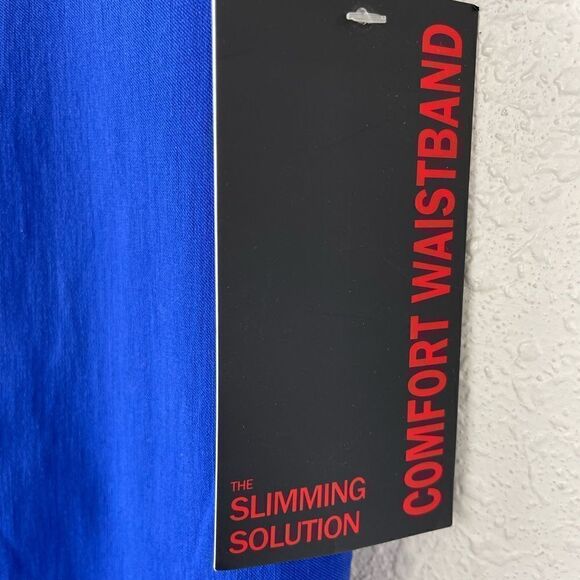 COMFORT WAISTBAND
THE
SLIMMING
SOLUTION